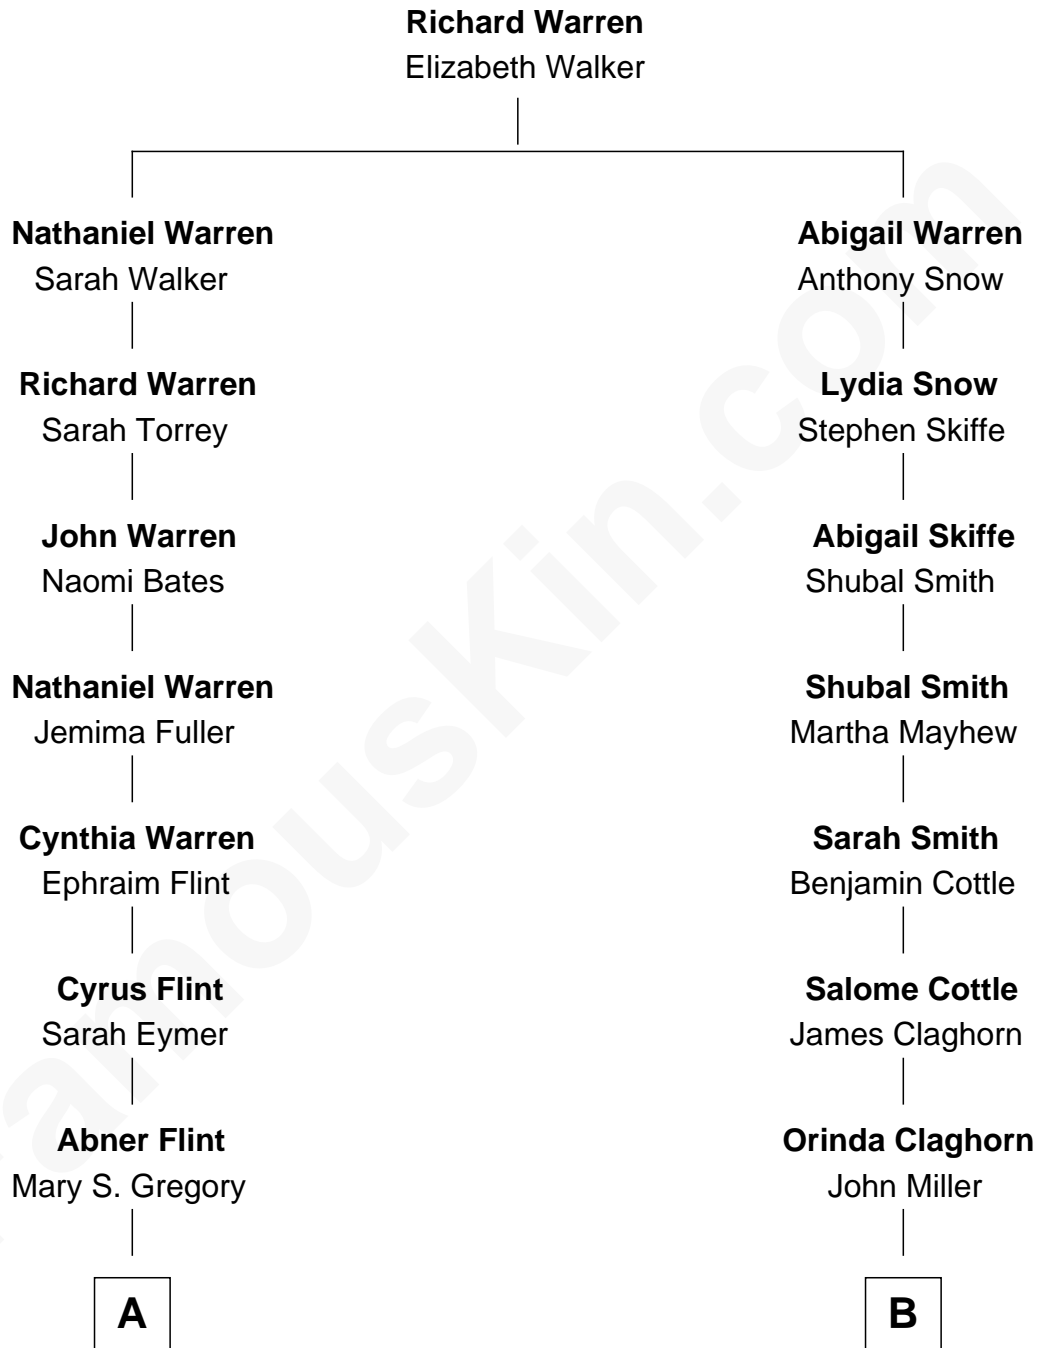 Richard Warren
Elizabeth Walker
Nathaniel Warren
Sarah Walker
Abigail Warren
Anthony Snow
Richard Warren
Sarah Torrey
Lydia Snow
Stephen Skiffe
John Warren
Naomi Bates
Abigail Skiffe
Shubal Smith
Nathaniel Warren
Jemima Fuller
Shubal Smith
Martha Mayhew
Cynthia Warren
Ephraim Flint
Sarah Smith
Benjamin Cottle
Cyrus Flint
Sarah Eymer
Salome Cottle
James Claghorn
Abner Flint
Mary S. Gregory
Orinda Claghorn
John Miller
A
B
FamousKin.com